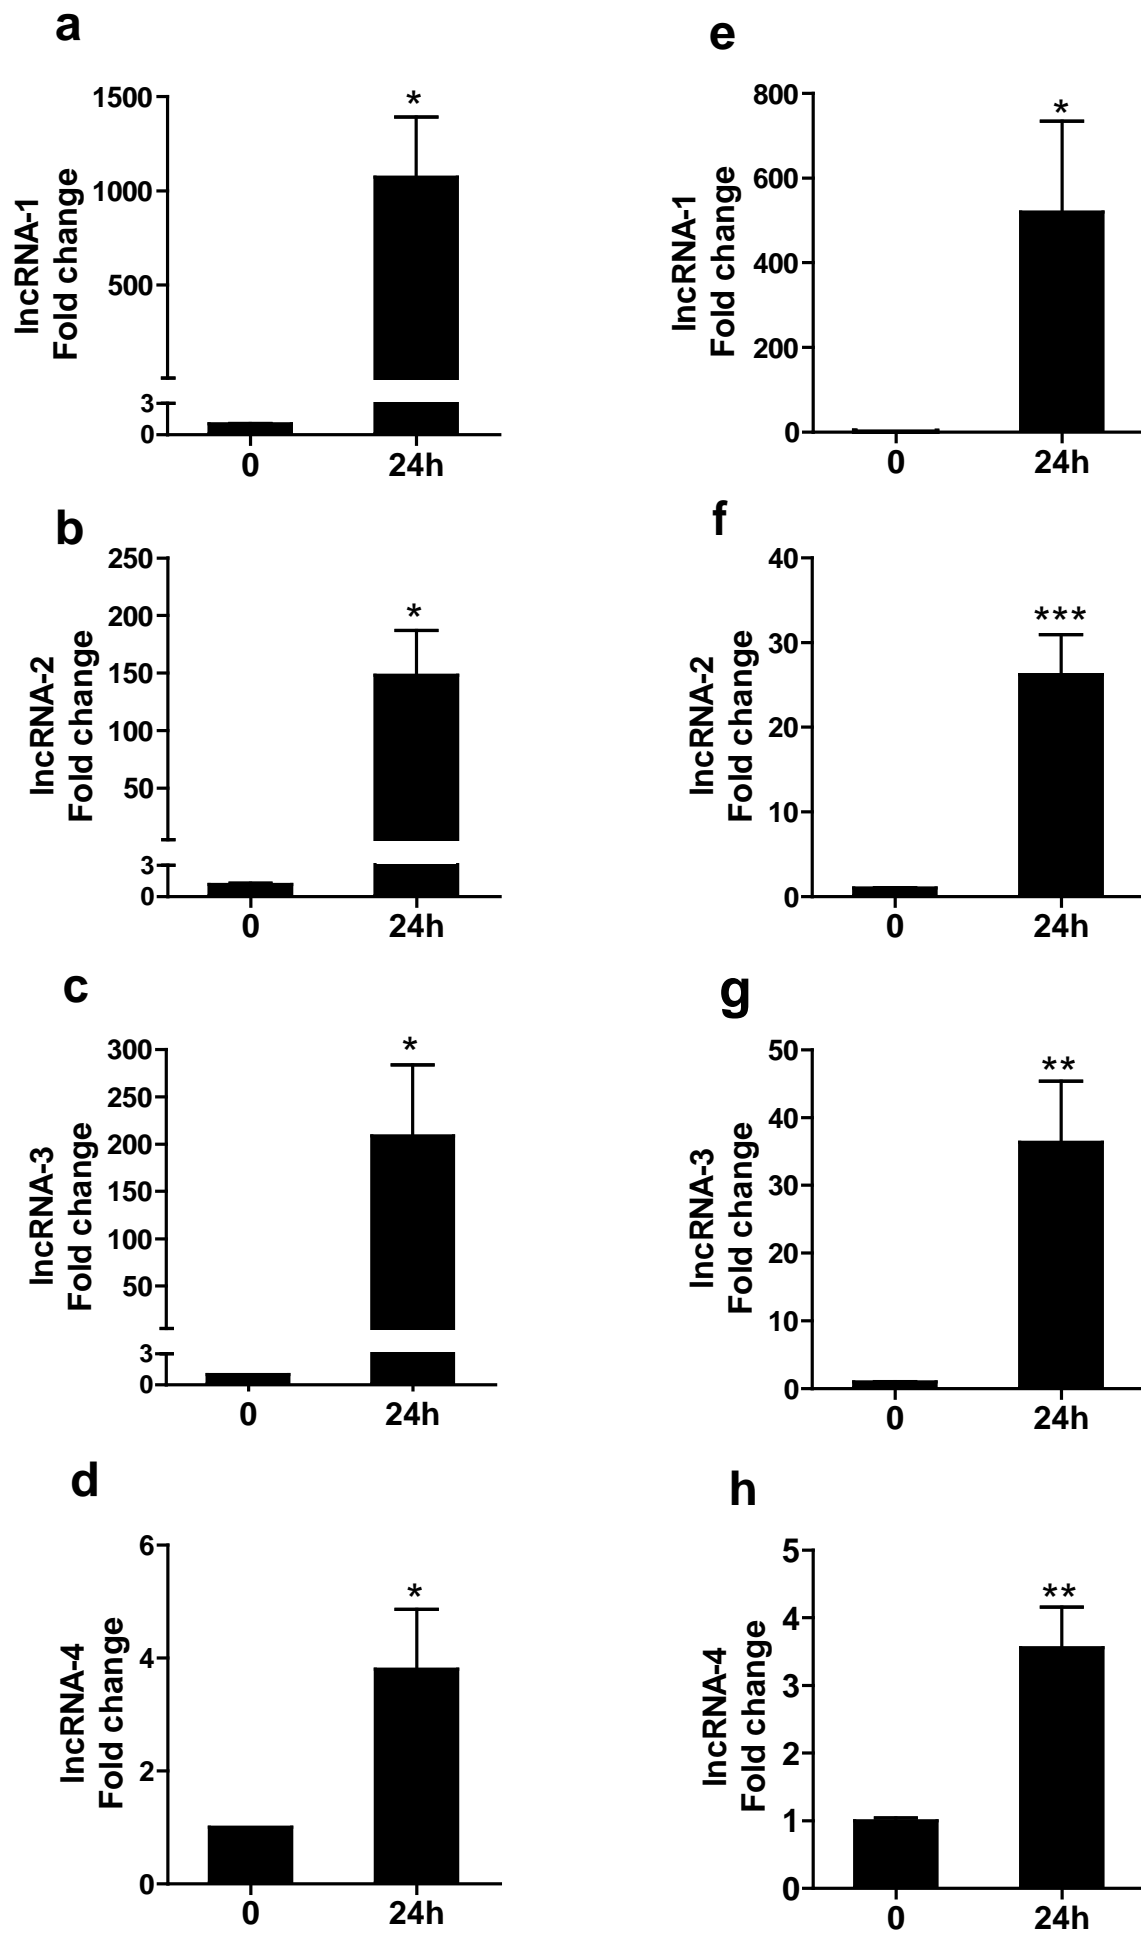 a
lncRNA-1
Fold change
1500
1000
500
3
0
*
0
24h
e
lncRNA-1
Fold change
800
600
400
200
0
*
0
24h
b
lncRNA-2
Fold change
250
200
150
100
50
3
0
*
0
24h
f
lncRNA-2
Fold change
40
30
20
10
0
***
0
24h
c
lncRNA-3
Fold change
300
250
200
150
100
50
3
0
*
0
24h
g
lncRNA-3
Fold change
50
40
30
20
10
0
**
0
24h
d
lncRNA-4
Fold change
6
4
2
0
*
0
24h
h
lncRNA-4
Fold change
5
4
3
2
1
0
**
0
24h